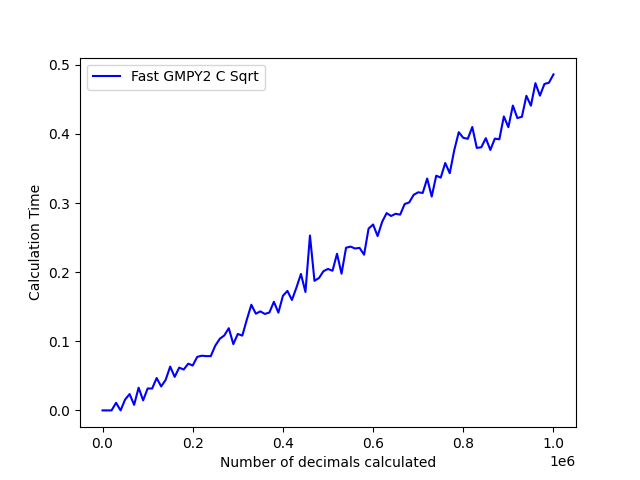 0.5
Fast GMPY2 C Sqrt
0.4
0.3
0.2
0.1
0.0
Calculation Time
0.0 0.2 0.4 0.6 0.8 1.0
Number of decimals calculated
1e6